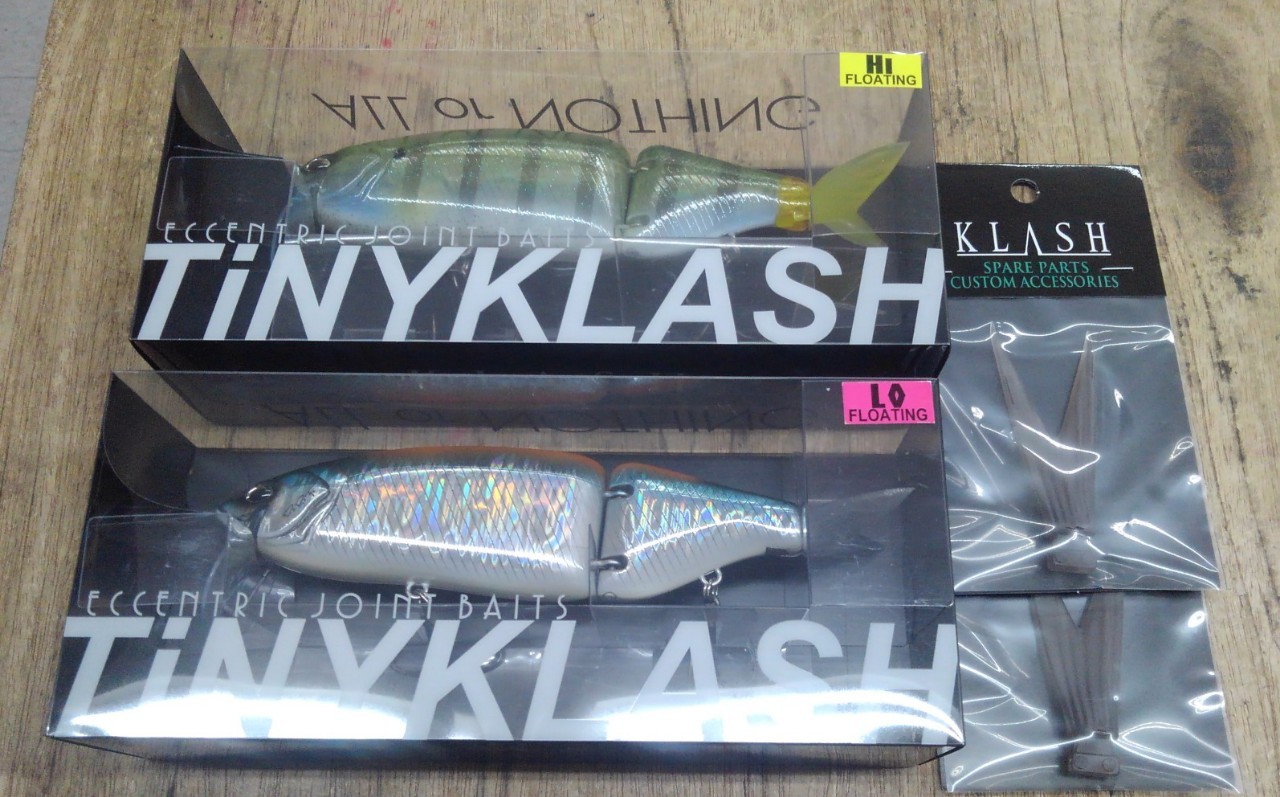 ALL or NOTHING
Hi
FLOATING
ECCENTRIC JOINT BAITS
TiNYKLASH
KLASH
SPARE PARTS
CUSTOM ACCESSORIES
ALL or NOTHING
LO
FLOATING
ECCENTRIC JOINT BAITS
TiNYKLASH